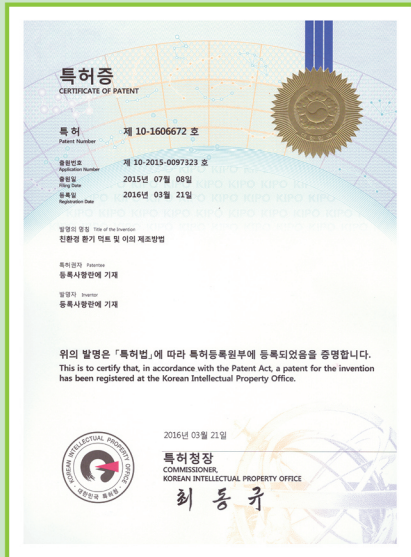 특허증
CERTIFICATE OF PATENT
특 허 제 10-1606672 호
Patent Number
출원번호 제 10-2015-0097323 호
Application Number
출원일 2015년 07월 08일
Filing Date
등록일 2016년 03월 21일
Registration Date
발명의 명칭 Title of the Invention
친환경 환기 덕트 및 이의 제조방법
특허권자 Patentee
등록사항란에 기재
발명자 Inventor
등록사항란에 기재
위의 발명은 「특허법」에 따라 특허등록원부에 등록되었음을 증명합니다.
This is to certify that, in accordance with the Patent Act, a patent for the invention
has been registered at the Korean Intellectual Property Office.
2016년 03월 21일
특허청장
COMMISSIONER,
KOREAN INTELLECTUAL PROPERTY OFFICE
최동규
KOREAN INTELLECTUAL PROPERTY OFFICE
대한민국 특허청